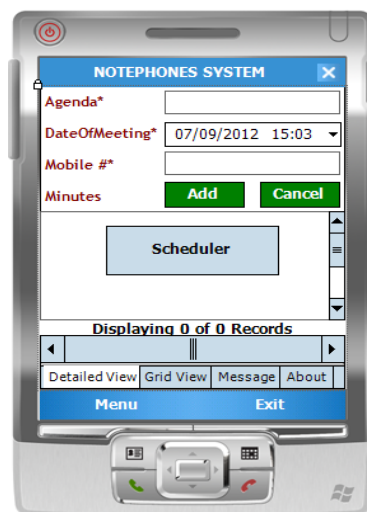 NOTEPHONES SYSTEM
Agenda*
DateOfMeeting* 07/09/2012 15:03
Mobile #*
Minutes Add Cancel
Scheduler
Displaying 0 of 0 Records
Detailed View Grid View Message About
Menu Exit